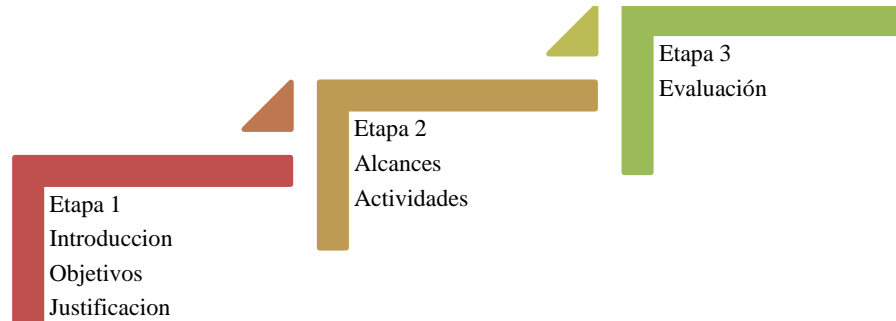 Etapa 1
Introduccion
Objetivos
Justificacion
Etapa 2
Alcances
Actividades
Etapa 3
Evaluación